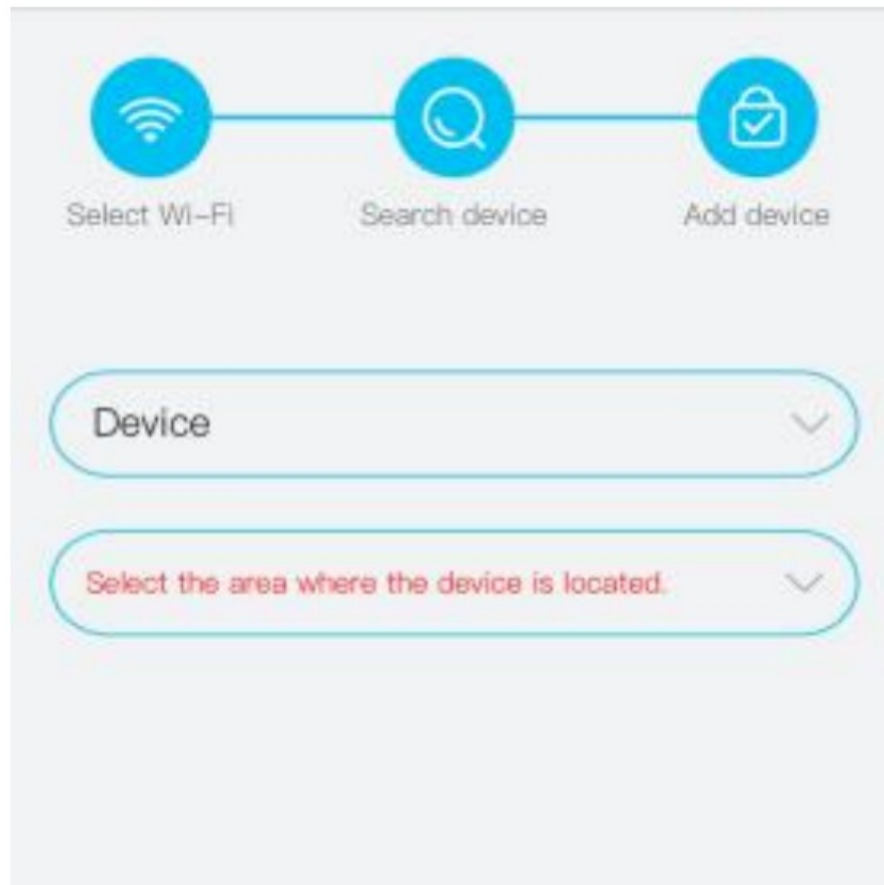 Select Wi-Fi
Search device
Add device
Device
Select the area where the device is located.